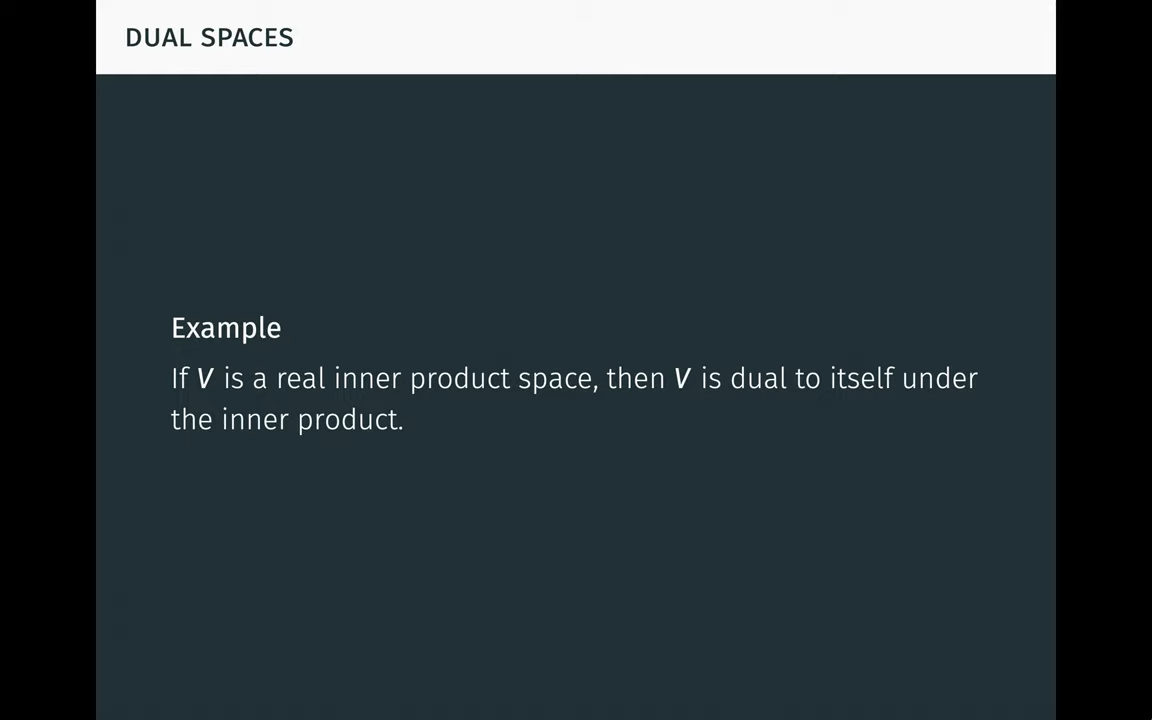 DUAL SPACES
Example
If V is a real inner product space, then V is dual to itself under
the inner product.